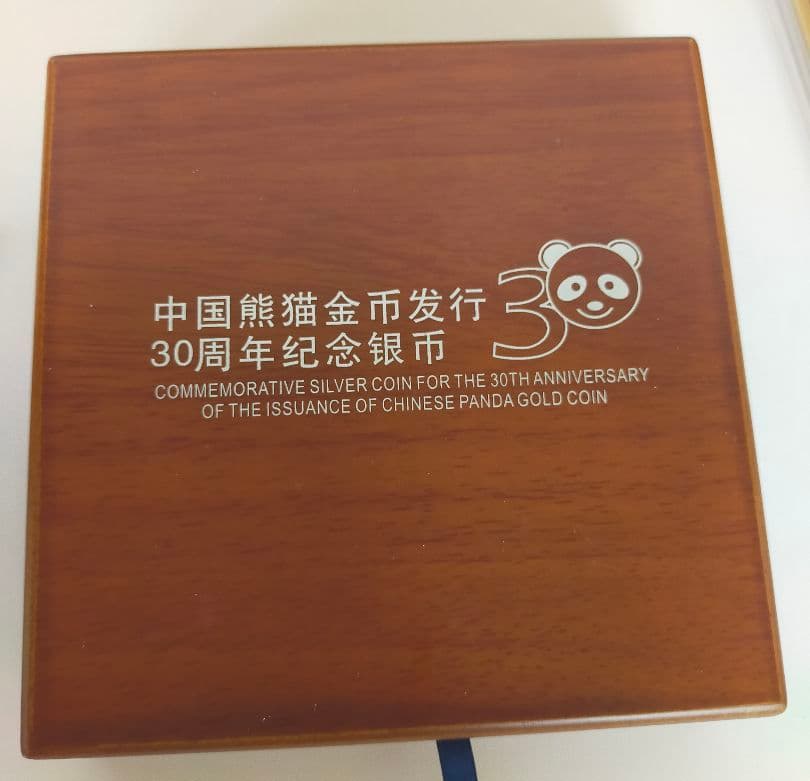 中国熊猫金币发行
30周年纪念银币
30
COMMEMORATIVE SILVER COIN FOR THE 30TH ANNIVERSARY
OF THE ISSUANCE OF CHINESE PANDA GOLD COIN